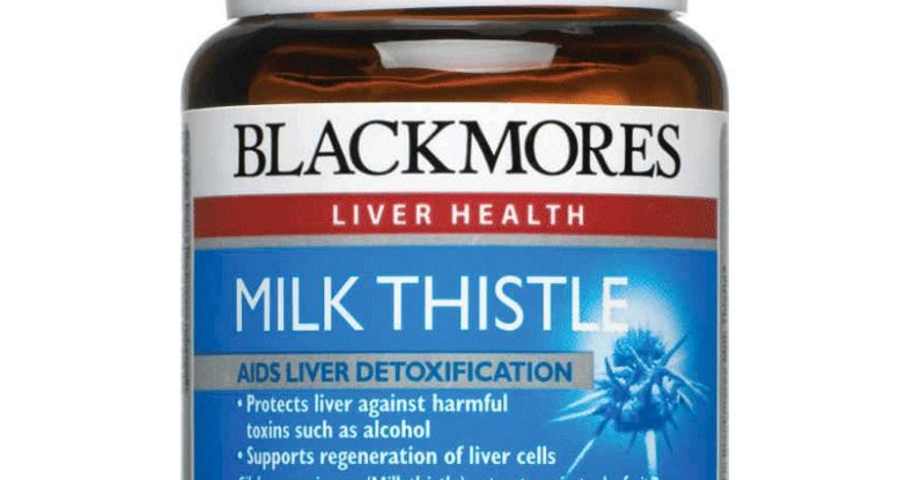 BLACKMORES
LIVER HEALTH
MILK THISTLE
AIDS LIVER DETOXIFICATION
• Protects liver against harmful
toxins such as alcohol
• Supports regeneration of liver cells